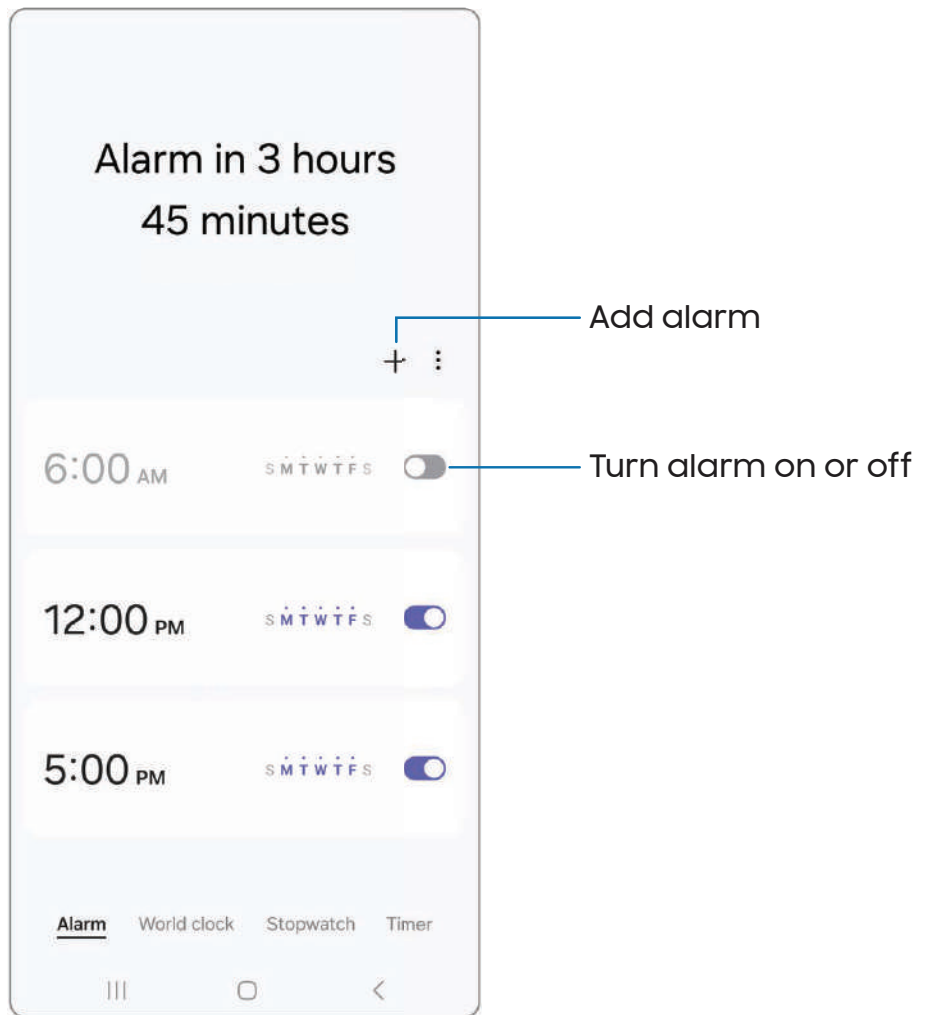 Alarm in 3 hours
45 minutes
Add alarm
6:00 AM S M T W T F S
Turn alarm on or off
12:00 PM S M T W T F S
5:00 PM S M T W T F S
Alarm World clock Stopwatch Timer